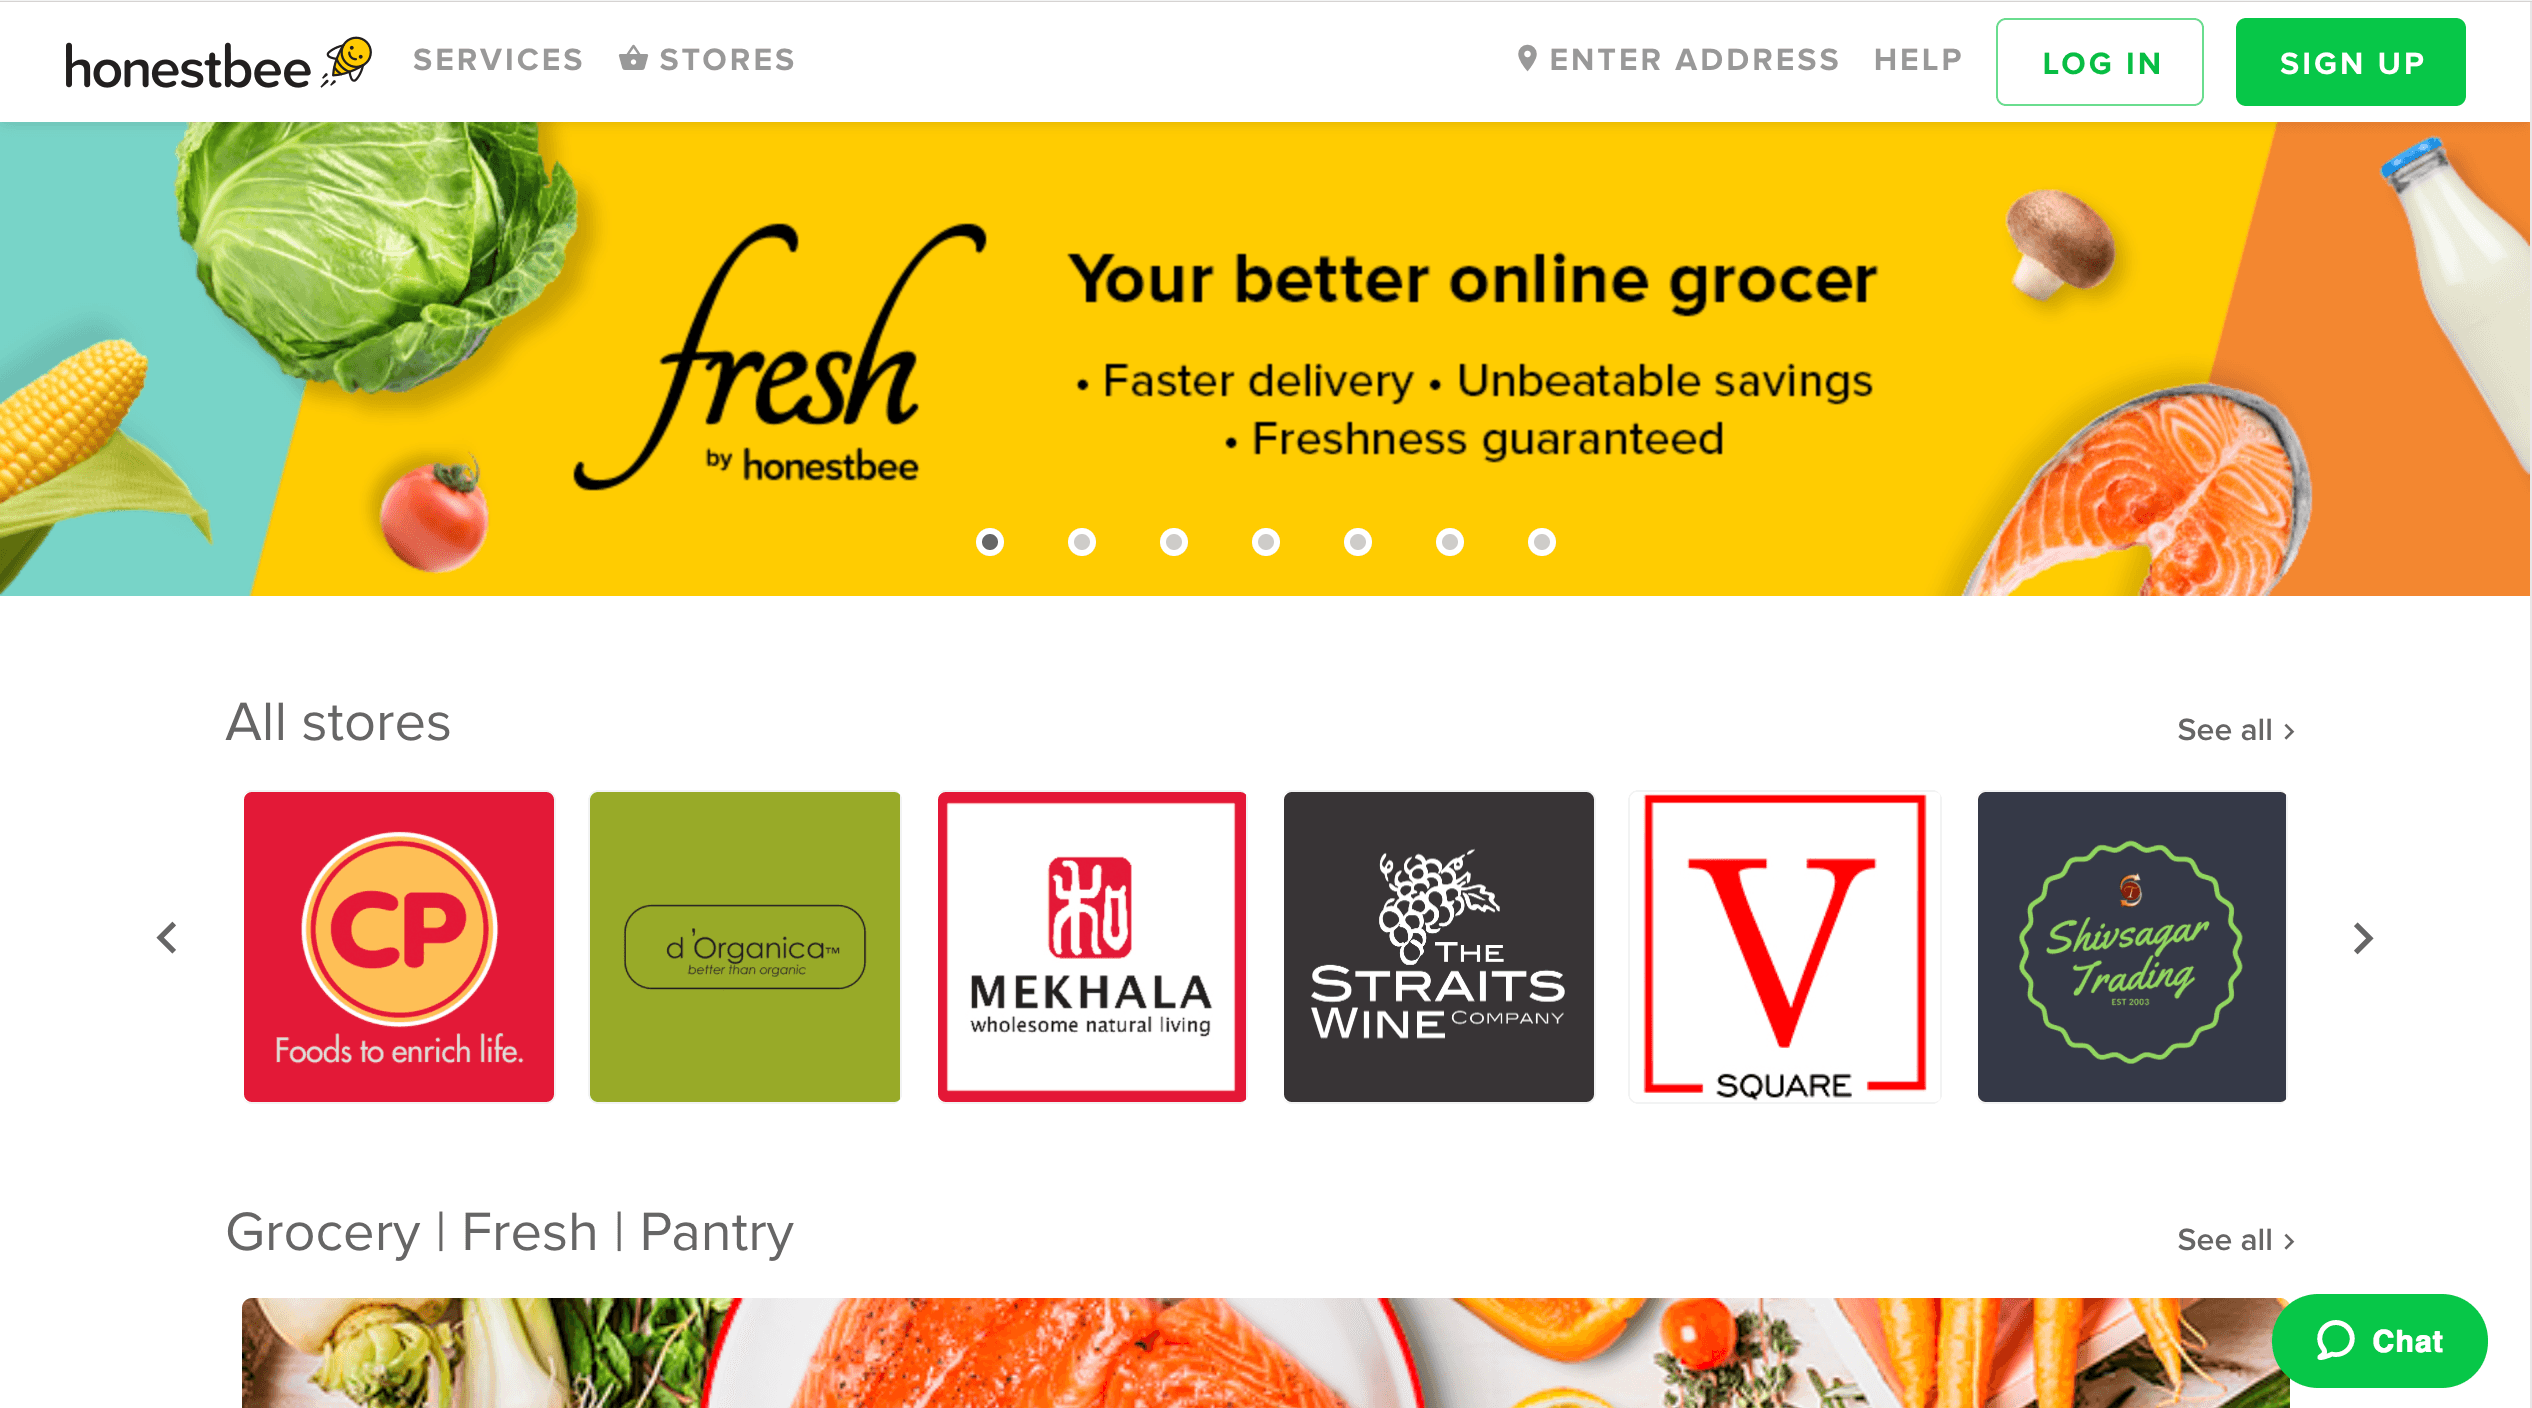 honestbee
SERVICES
STORES
ENTER ADDRESS
HELP
LOG IN
SIGN UP
fresh
by honestbee
Your better online grocer
• Faster delivery • Unbeatable savings
• Freshness guaranteed
All stores
See all ›
CP
Foods to enrich life.
d'Organica™
better than organic
和
MEKHALA
wholesome natural living
THE
STRAITS
WINE COMPANY
V
SQUARE
Shivsagar
Trading
EST 2003
Grocery | Fresh | Pantry
See all ›
Chat